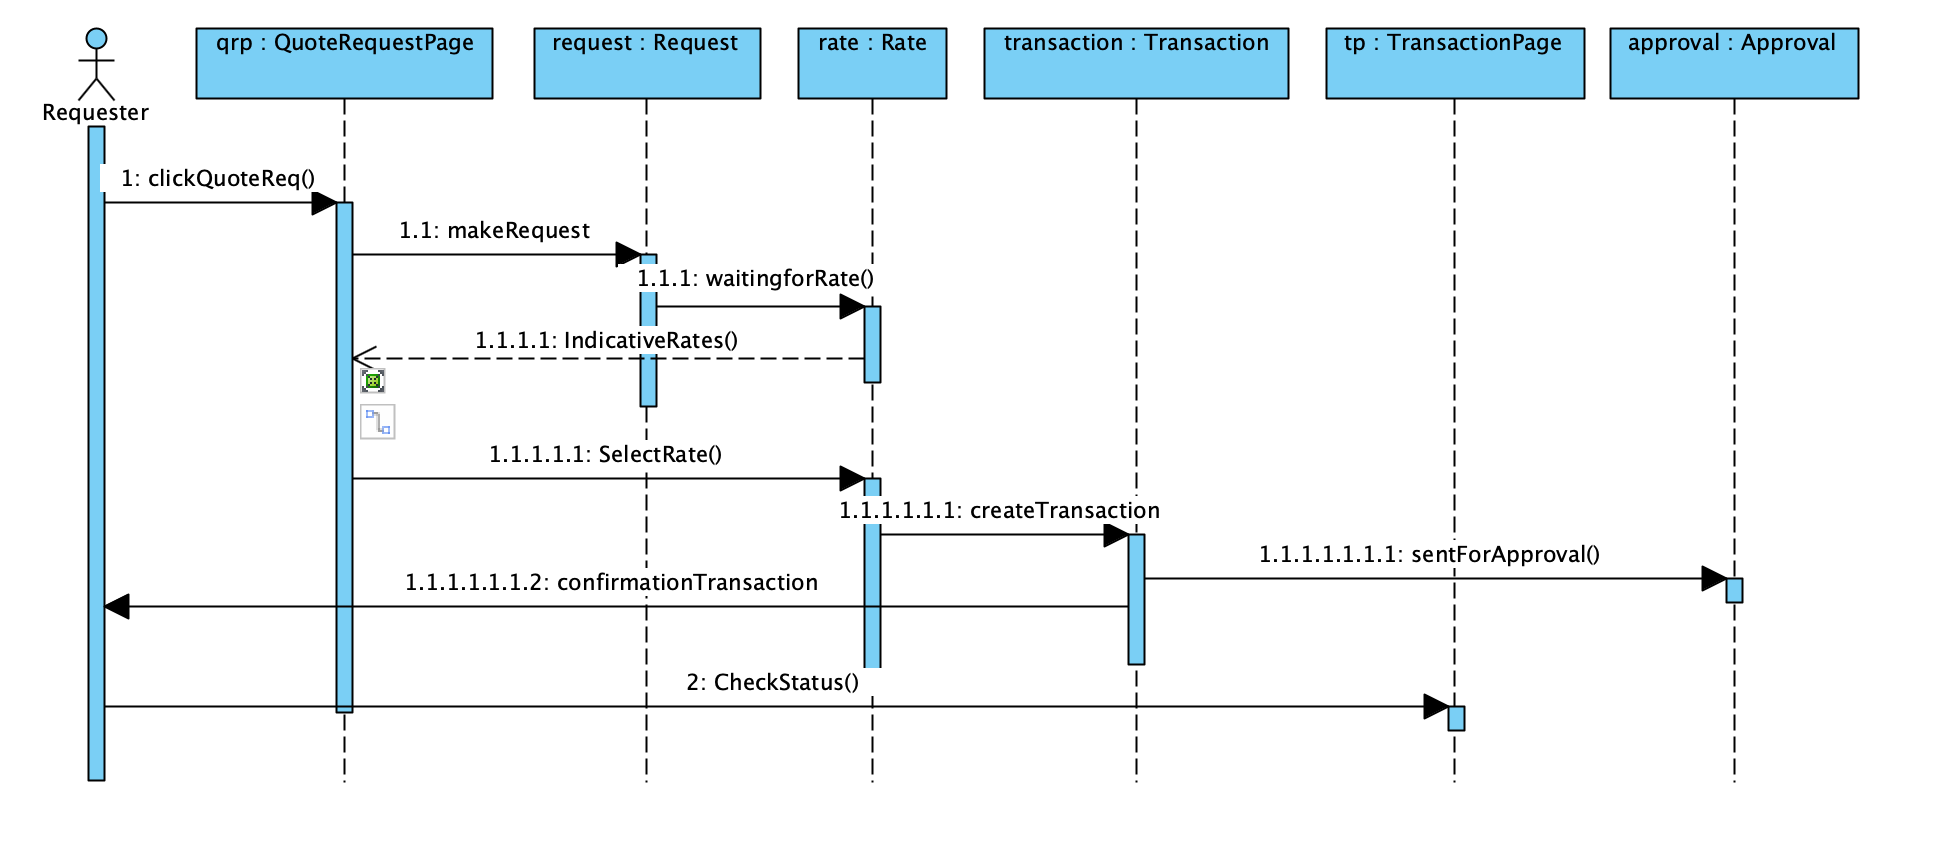 qrp : QuoteRequestPage
request : Request
rate : Rate
transaction : Transaction
tp : TransactionPage
approval : Approval
Requester
1: clickQuoteReq()
1.1: makeRequest
1.1.1: waitingforRate()
1.1.1.1: IndicativeRates()
1.1.1.1.1: SelectRate()
1.1.1.1.1.1: createTransaction
1.1.1.1.1.1.1: sentForApproval()
1.1.1.1.1.1.2: confirmationTransaction
2: CheckStatus()